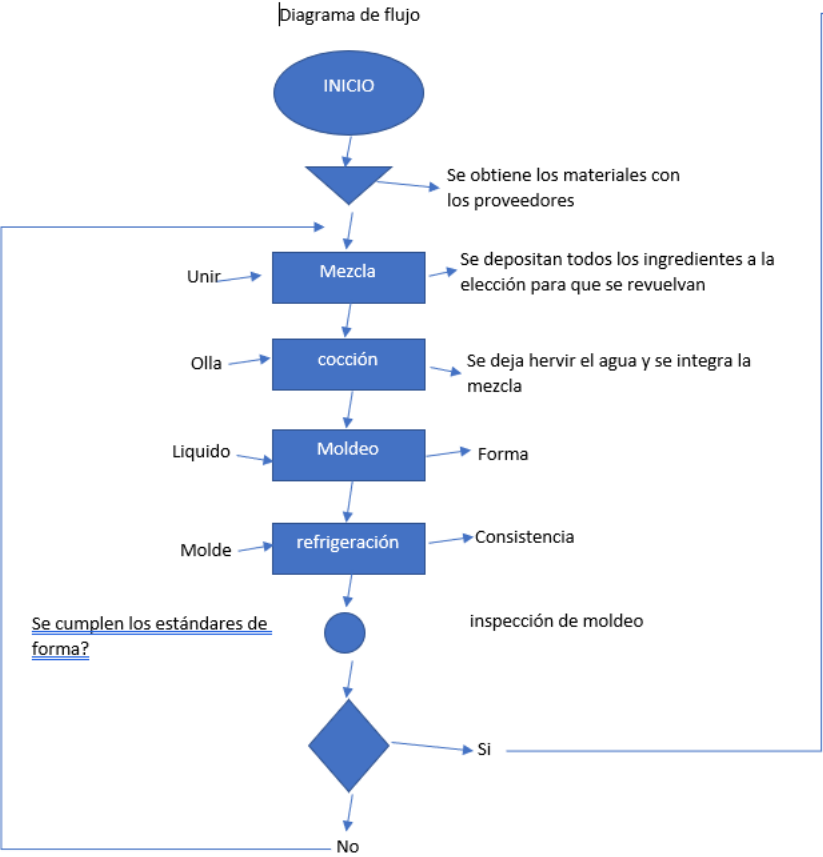 Diagrama de flujo
INICIO
Se obtiene los materiales con
los proveedores
Unir
Mezcla
Se depositan todos los ingredientes a la
elección para que se revuelvan
Olla
cocción
Se deja hervir el agua y se integra la
mezcla
Liquido
Moldeo
Forma
Molde
refrigeración
Consistencia
Se cumplen los estándares de
forma?
inspección de moldeo
Si
No